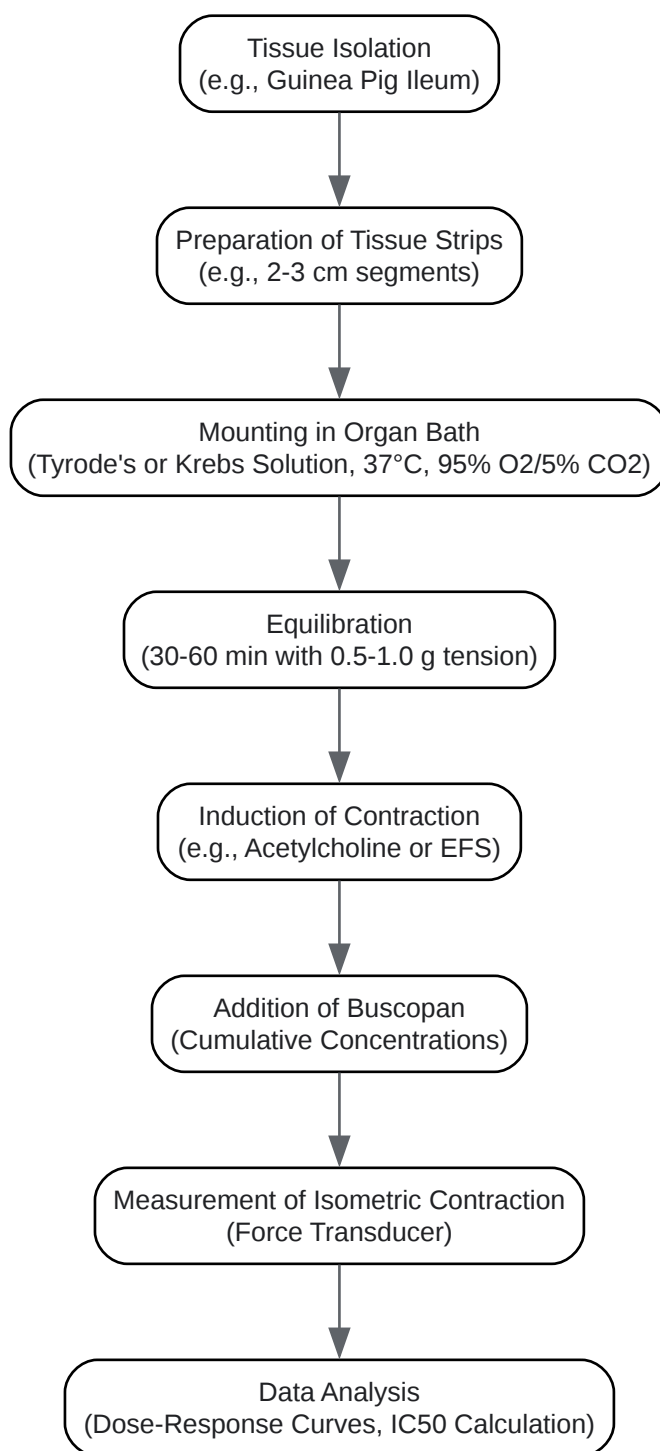 Tissue Isolation
(e.g., Guinea Pig Ileum)
Preparation of Tissue Strips
(e.g., 2-3 cm segments)
Mounting in Organ Bath
(Tyrode's or Krebs Solution, 37°C, 95% O2/5% CO2)
Equilibration
(30-60 min with 0.5-1.0 g tension)
Induction of Contraction
(e.g., Acetylcholine or EFS)
Addition of Buscopan
(Cumulative Concentrations)
Measurement of Isometric Contraction
(Force Transducer)
Data Analysis
(Dose-Response Curves, IC50 Calculation)